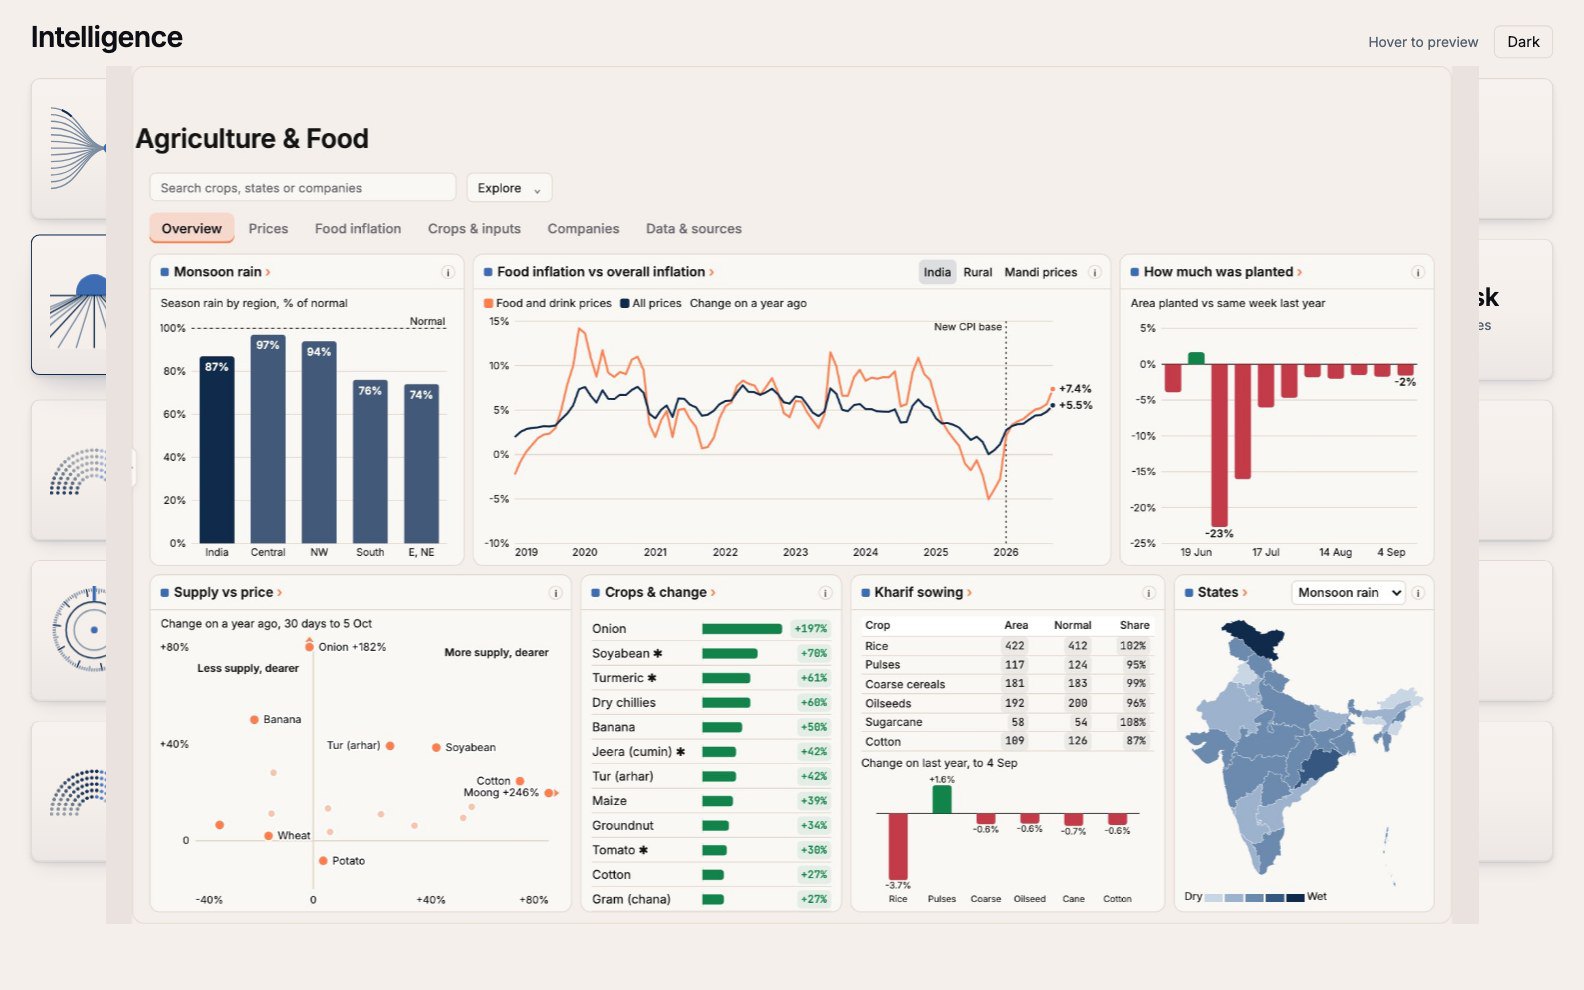 Intelligence
Hover to preview
Dark
Agriculture & Food
Search crops, states or companies
Explore
Overview
Prices
Food inflation
Crops & inputs
Companies
Data & sources
Monsoon rain
Season rain by region, % of normal
Normal
100%
80%
60%
40%
20%
0%
87%
97%
94%
76%
74%
India
Central
NW
South
E, NE
Food inflation vs overall inflation
India
Rural
Mandi prices
Food and drink prices
All prices
Change on a year ago
15%
10%
5%
0%
-5%
-10%
New CPI base
+7.4%
+5.5%
2019
2020
2021
2022
2023
2024
2025
2026
How much was planted
Area planted vs same week last year
5%
0%
-5%
-10%
-15%
-20%
-25%
-2%
-23%
19 Jun
17 Jul
14 Aug
4 Sep
sk
es
Supply vs price
Change on a year ago, 30 days to 5 Oct
+80%
+40%
0
Onion +182%
Less supply, dearer
More supply, dearer
Banana
Tur (arhar)
Soyabean
Cotton
Moong +246%
Wheat
Potato
-40%
0
+40%
+80%
Crops & change
Onion +197%
Soyabean ✱ +70%
Turmeric ✱ +61%
Dry chillies +60%
Banana +50%
Jeera (cumin) ✱ +42%
Tur (arhar) +42%
Maize +39%
Groundnut +34%
Tomato ✱ +30%
Cotton +27%
Gram (chana) +27%
Kharif sowing
Crop Area Normal Share
Rice 422 412 102%
Pulses 117 124 95%
Coarse cereals 181 183 99%
Oilseeds 192 200 96%
Sugarcane 58 54 108%
Cotton 109 126 87%
Change on last year, to 4 Sep
-3.7%
+1.6%
-0.6%
-0.6%
-0.7%
-0.6%
Rice
Pulses
Coarse
Oilseed
Cane
Cotton
States
Monsoon rain
Dry
Wet